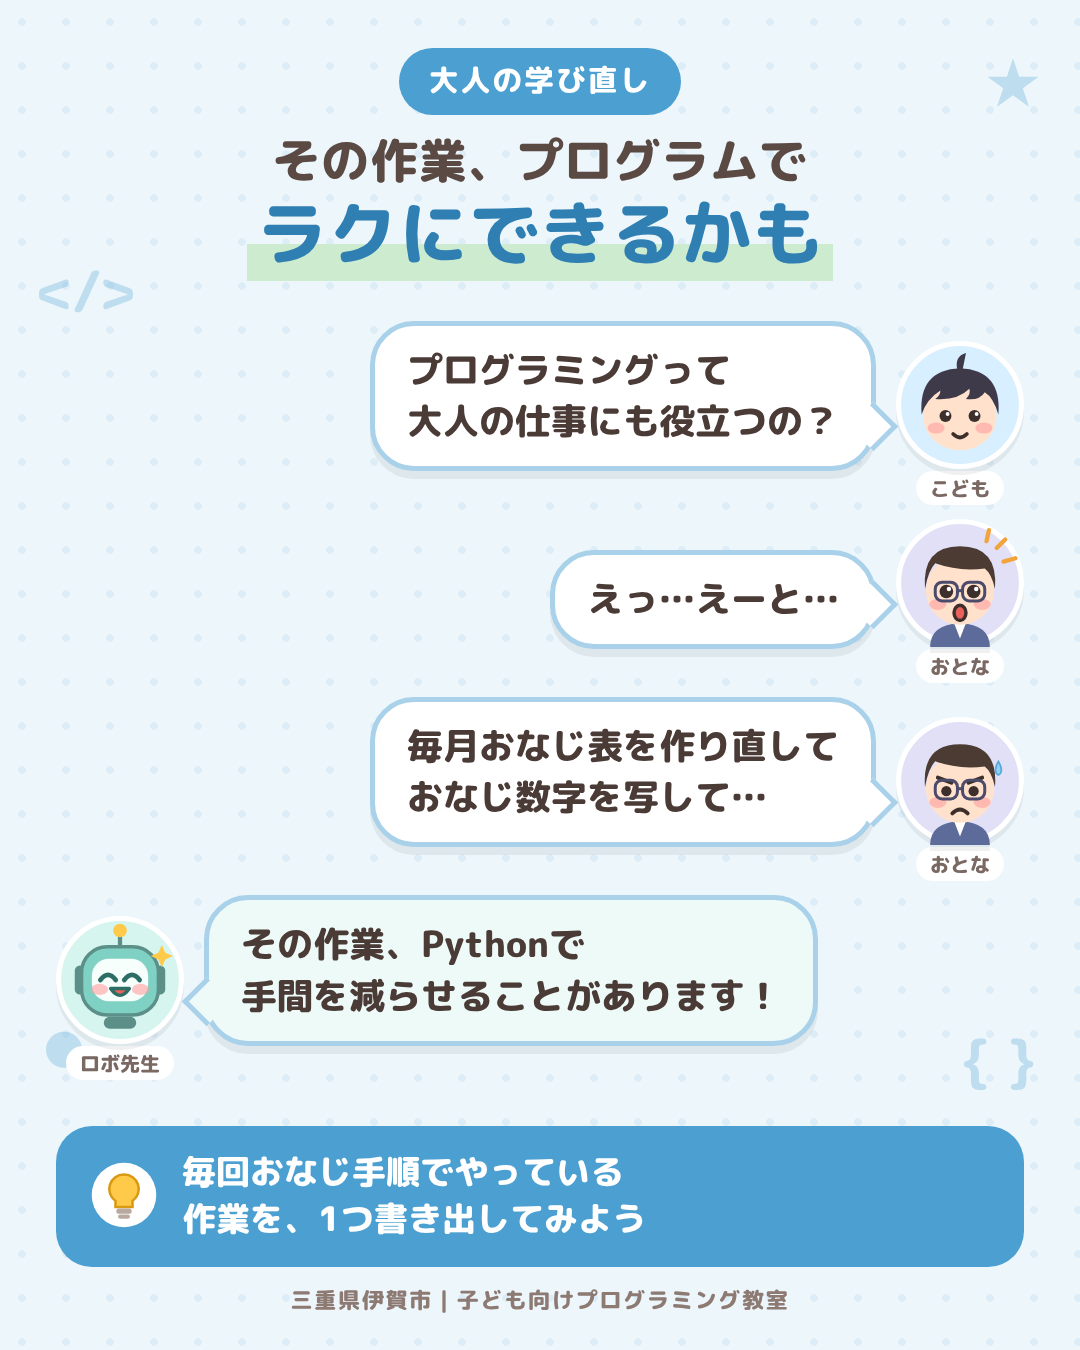 大人の学び直し
その作業、プログラムで
ラクにできるかも
</>
プログラミングって
大人の仕事にも役立つの？
こども
えっ…えーと…
おとな
毎月おなじ表を作り直して
おなじ数字を写して…
おとな
その作業、Pythonで
手間を減らせることがあります！
ロボ先生
{ }
毎回おなじ手順でやっている
作業を、1つ書き出してみよう
三重県伊賀市｜子ども向けプログラミング教室